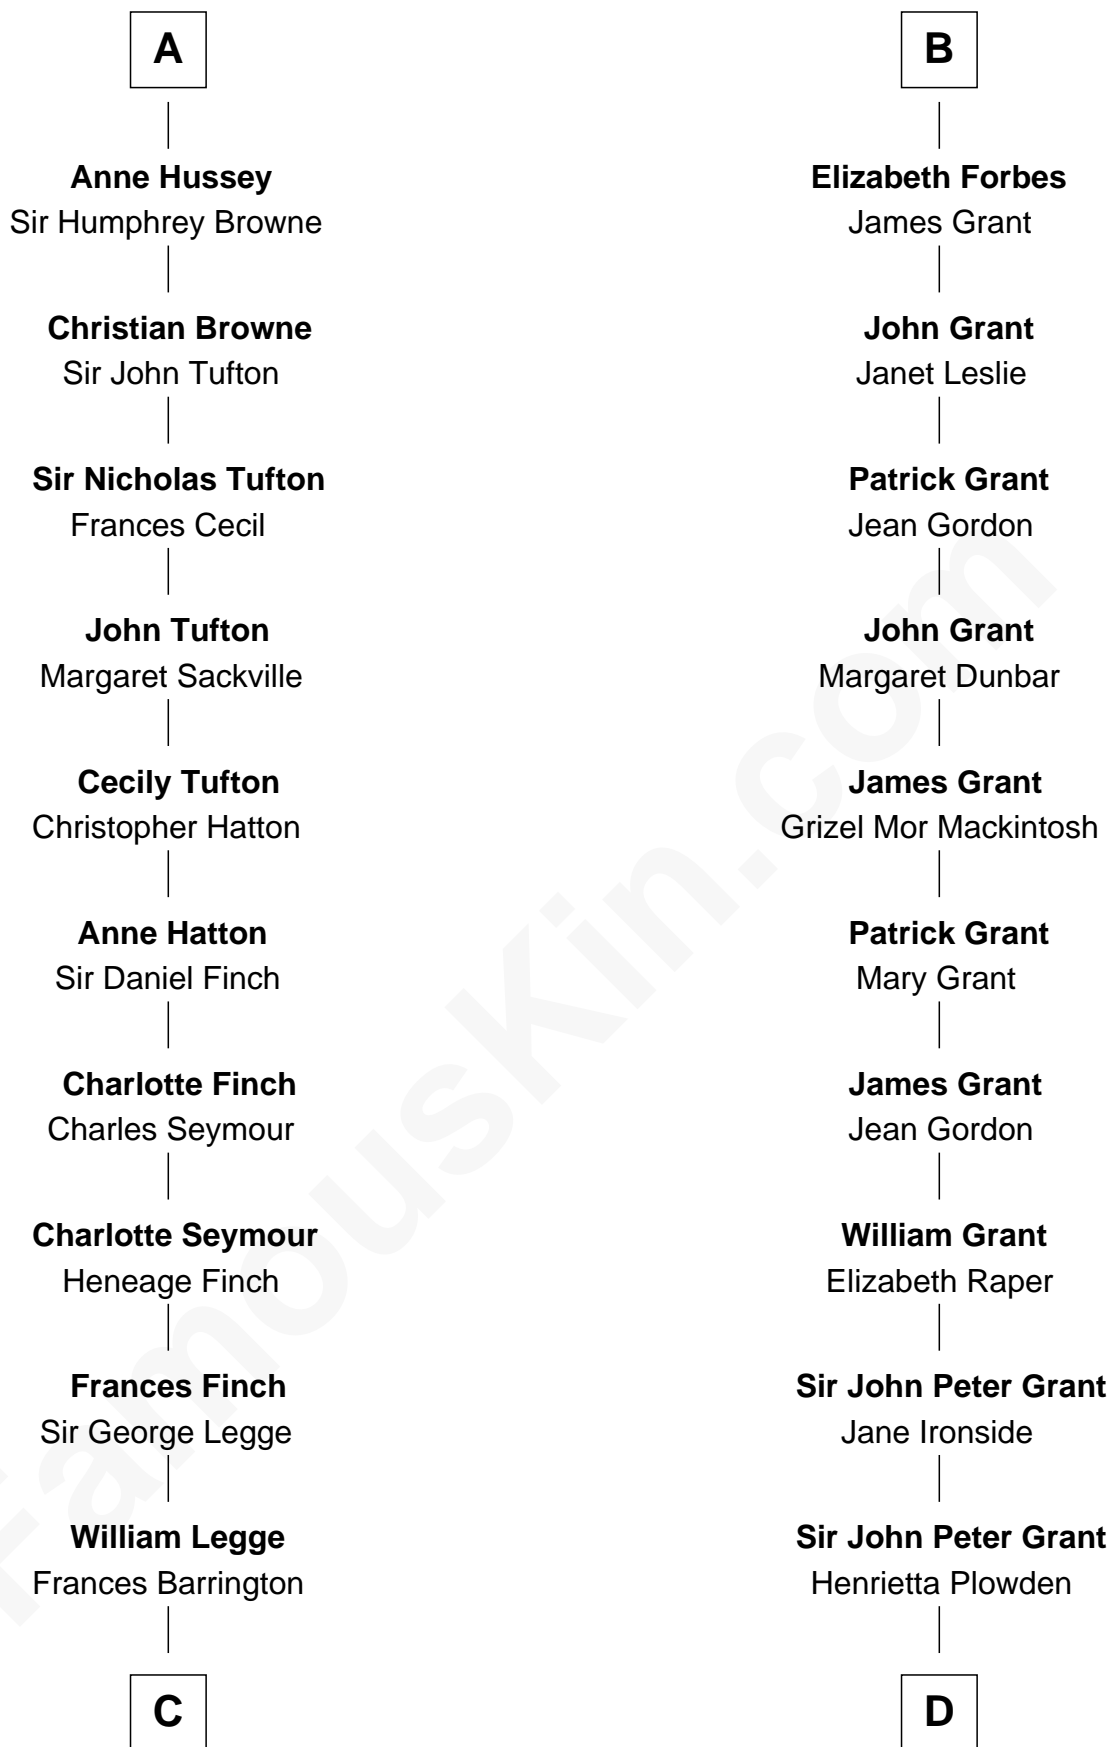 A
Anne Hussey
Sir Humphrey Browne
Christian Browne
Sir John Tufton
Sir Nicholas Tufton
Frances Cecil
John Tufton
Margaret Sackville
Cecily Tufton
Christopher Hatton
Anne Hatton
Sir Daniel Finch
Charlotte Finch
Charles Seymour
Charlotte Seymour
Heneage Finch
Frances Finch
Sir George Legge
William Legge
Frances Barrington
C
B
Elizabeth Forbes
James Grant
John Grant
Janet Leslie
Patrick Grant
Jean Gordon
John Grant
Margaret Dunbar
James Grant
Grizel Mor Mackintosh
Patrick Grant
Mary Grant
James Grant
Jean Gordon
William Grant
Elizabeth Raper
Sir John Peter Grant
Jane Ironside
Sir John Peter Grant
Henrietta Plowden
D
FamousKin.com